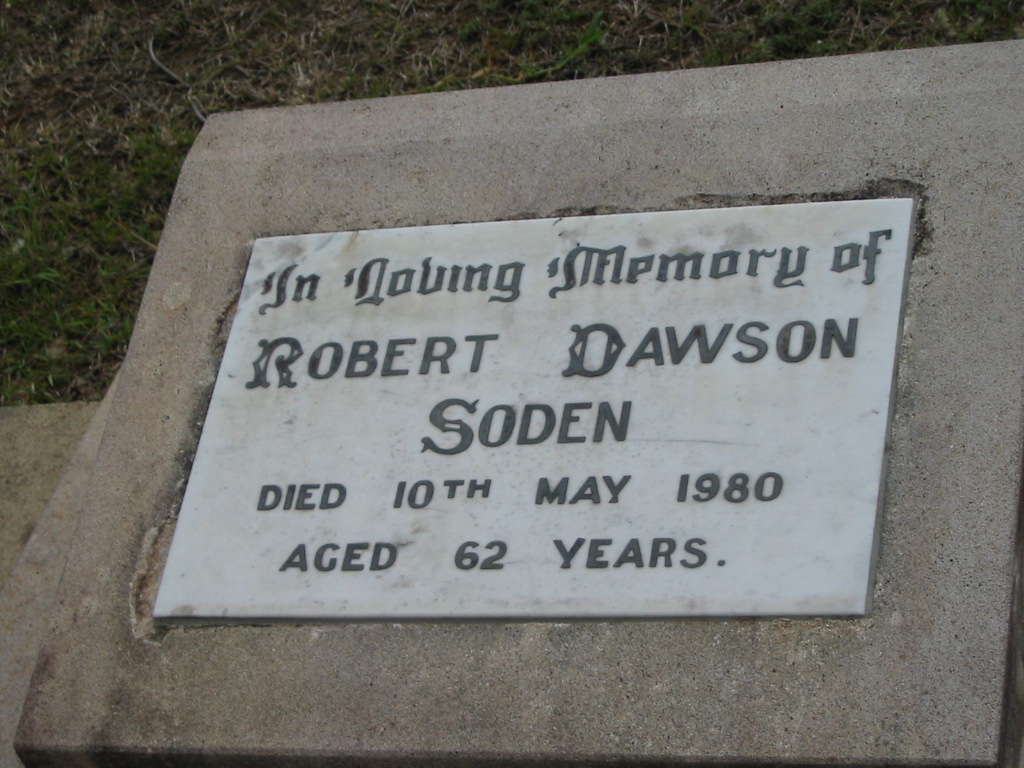 In Loving Memory of
ROBERT DAWSON
SODEN
DIED 10TH MAY 1980
AGED 62 YEARS.